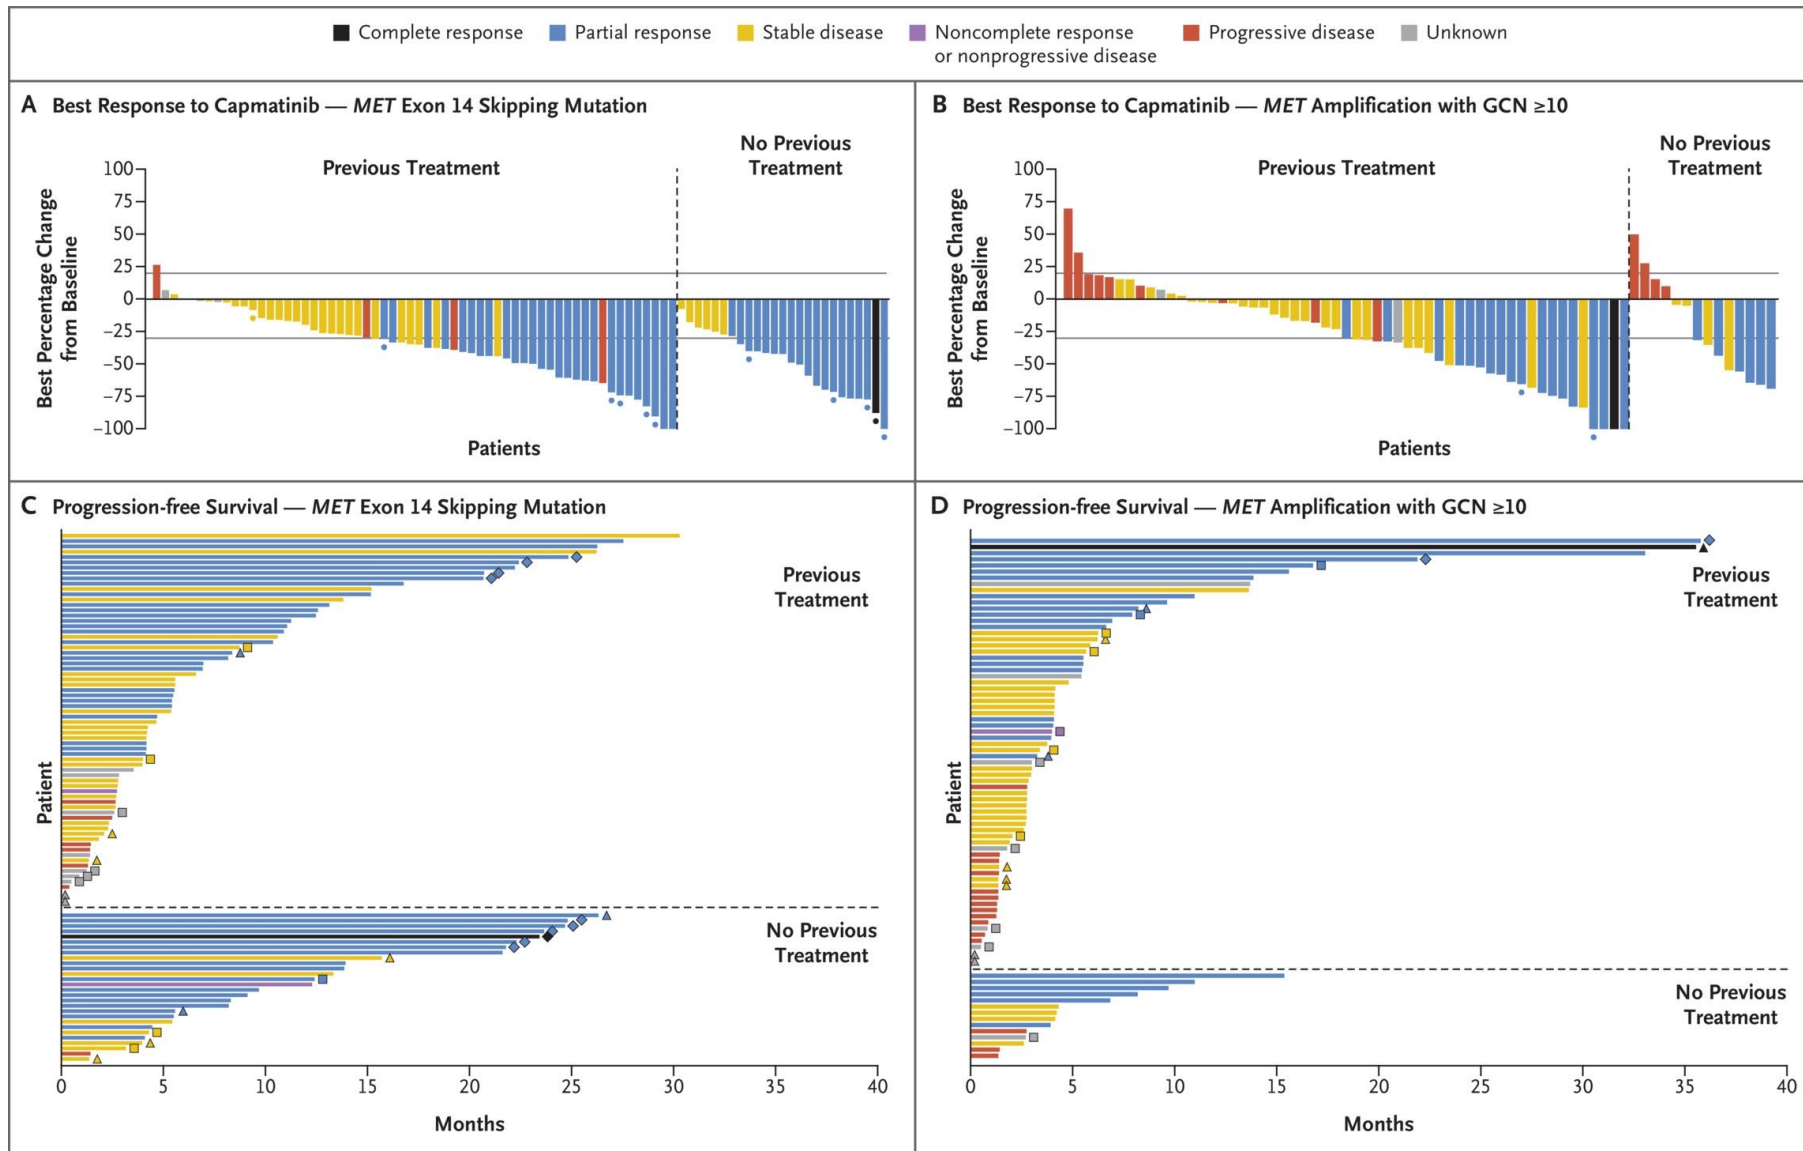 Complete response
Partial response
Stable disease
Noncomplete response
or nonprogressive disease
Progressive disease
Unknown
A Best Response to Capmatinib — MET Exon 14 Skipping Mutation
Previous Treatment
No Previous
Treatment
Best Percentage Change
from Baseline
100
75
50
25
0
−25
−50
−75
−100
Patients
B Best Response to Capmatinib — MET Amplification with GCN ≥10
Previous Treatment
No Previous
Treatment
Best Percentage Change
from Baseline
100
75
50
25
0
−25
−50
−75
−100
Patients
C Progression-free Survival — MET Exon 14 Skipping Mutation
Previous
Treatment
Patient
No Previous
Treatment
0 5 10 15 20 25 30 35 40
Months
D Progression-free Survival — MET Amplification with GCN ≥10
Previous
Treatment
Patient
No Previous
Treatment
0 5 10 15 20 25 30 35 40
Months